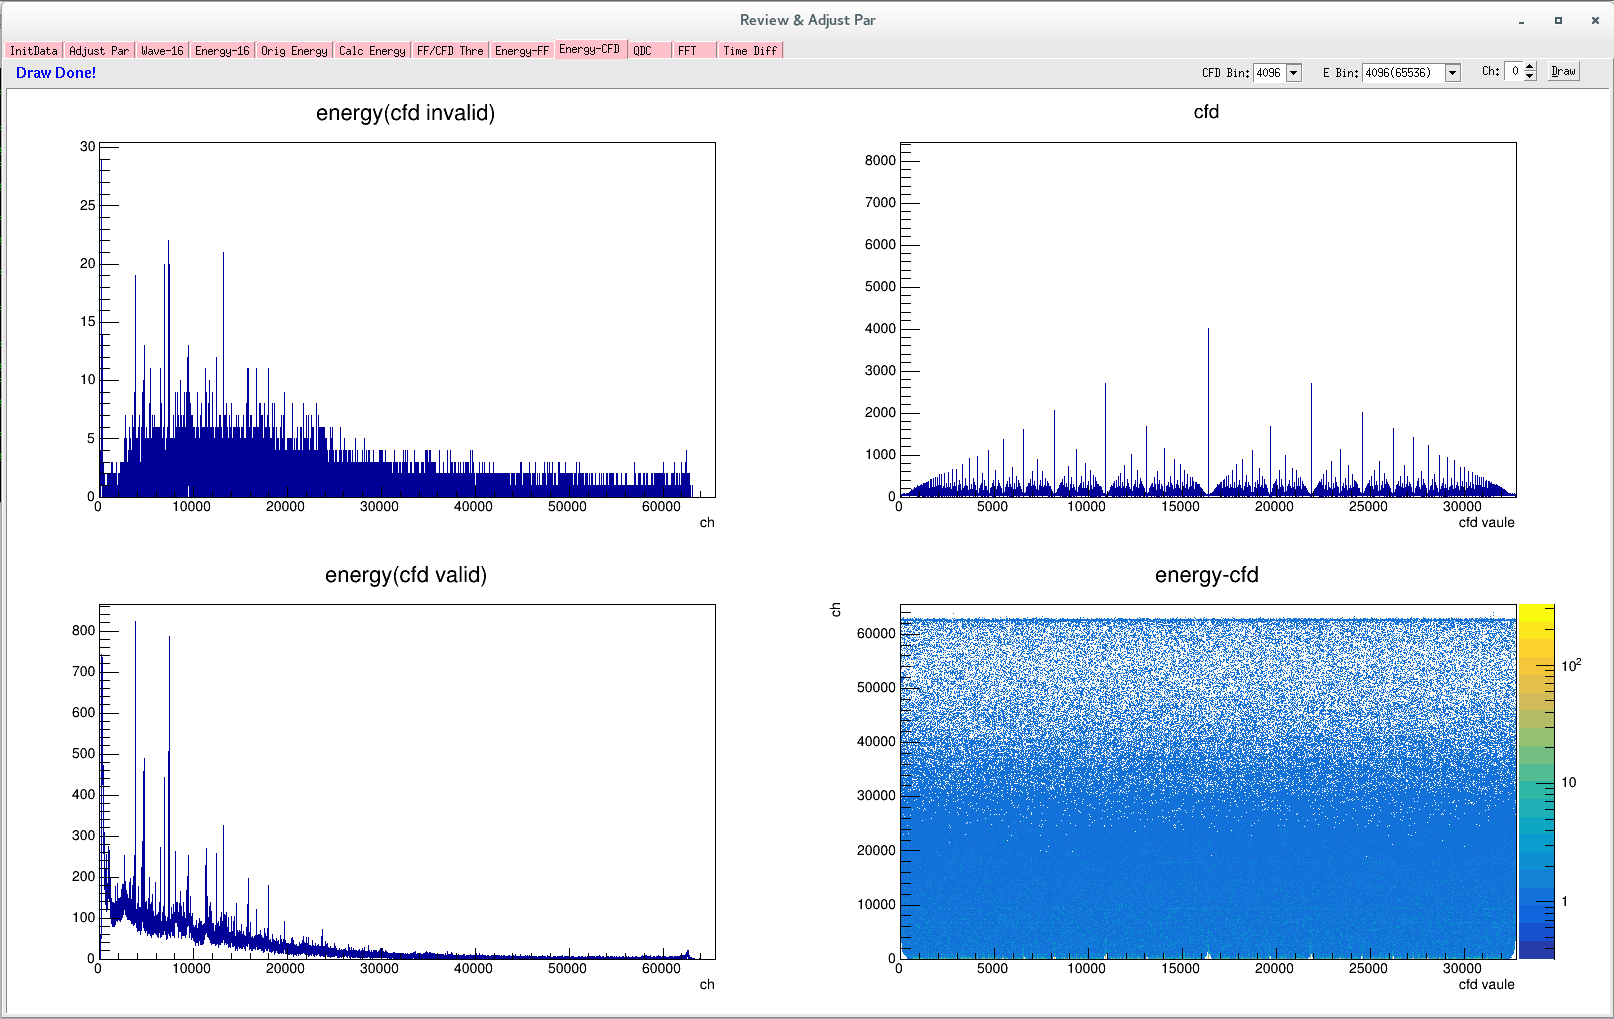 Review & Adjust Par
InitData Adjust Par Wave-16 Energy-16 Orig Energy Calc Energy FF/CFD Thre Energy-FF Energy-CFD QDC FFT Time Diff
Draw Done! CFD Bin: 4096 E Bin: 4096(65536) Ch: 0 Draw
energy(cfd invalid)
30
25
20
15
10
5
0
0 10000 20000 30000 40000 50000 60000
ch
cfd
8000
7000
6000
5000
4000
3000
2000
1000
0
0 5000 10000 15000 20000 25000 30000
cfd vaule
energy(cfd valid)
800
700
600
500
400
300
200
100
0
0 10000 20000 30000 40000 50000 60000
ch
energy-cfd
ch
60000
50000
40000
30000
20000
10000
0
0 5000 10000 15000 20000 25000 30000
cfd vaule
10²
10
1